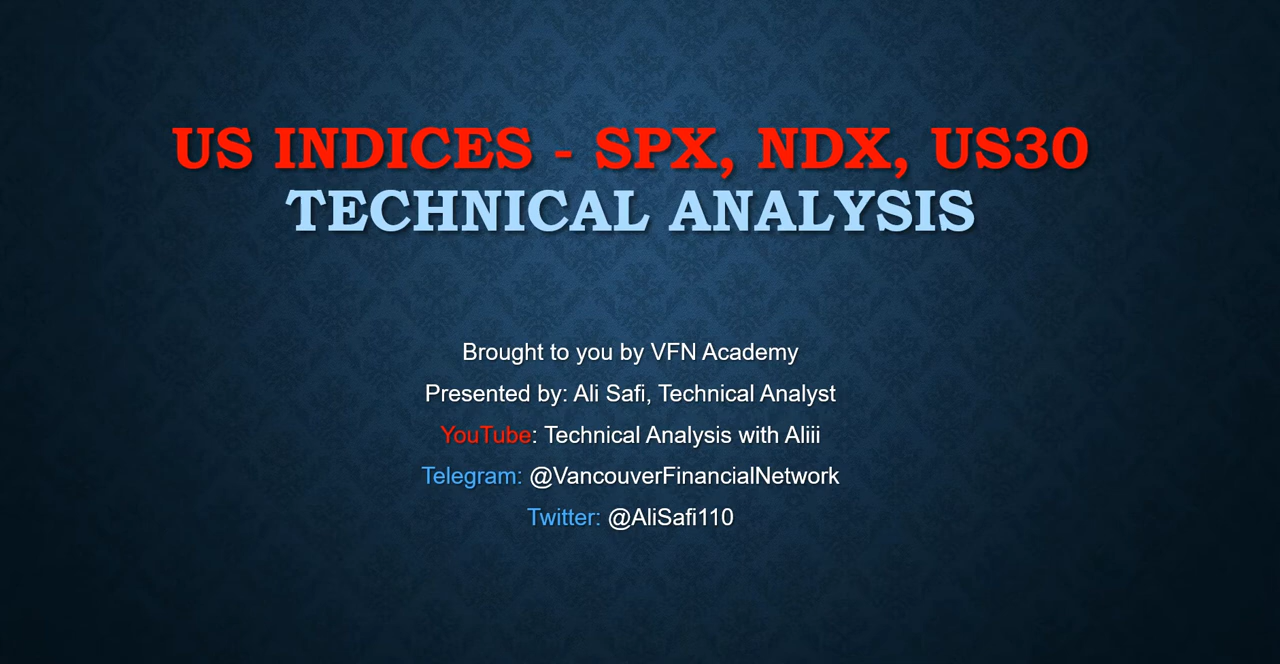 US INDICES - SPX, NDX, US30
TECHNICAL ANALYSIS
Brought to you by VFN Academy
Presented by: Ali Safi, Technical Analyst
YouTube: Technical Analysis with Aliii
Telegram: @VancouverFinancialNetwork
Twitter: @AliSafi110